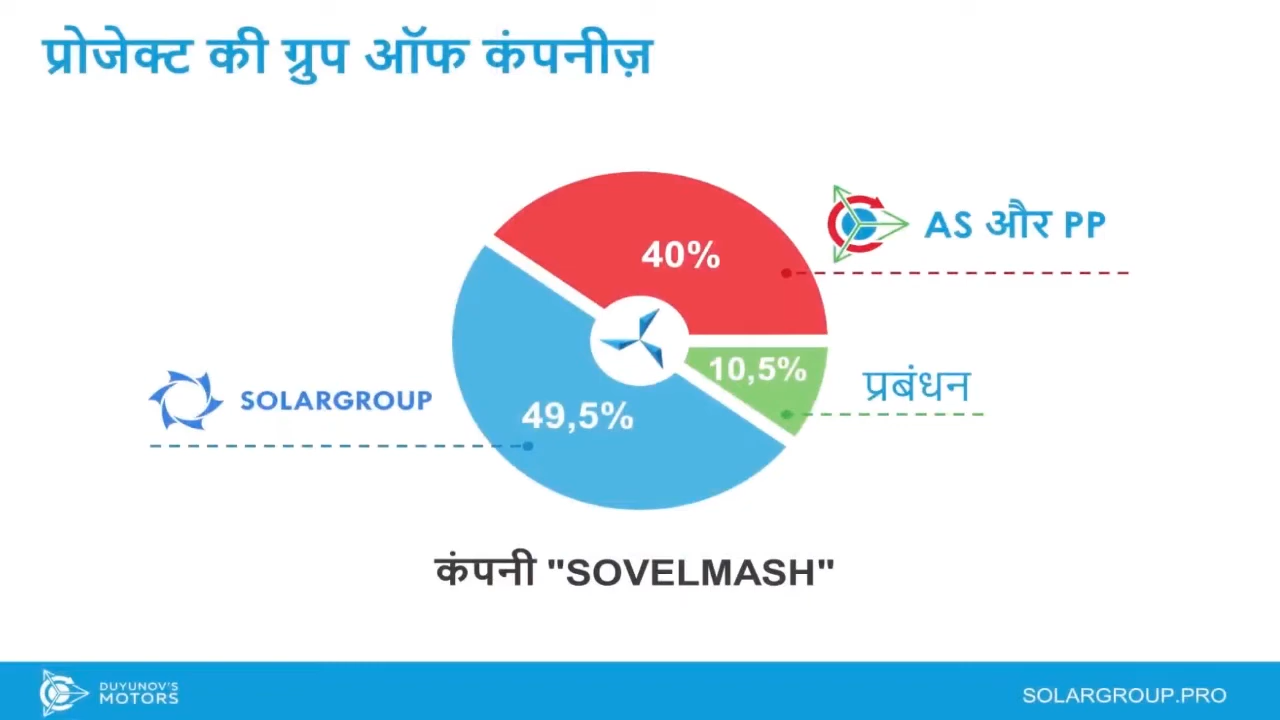 प्रोजेक्ट की ग्रुप ऑफ कंपनीज़
40%
AS और PP
10,5%
प्रबंधन
SOLARGROUP
49,5%
कंपनी "SOVELMASH"
DUYUNOV'S
MOTORS
SOLARGROUP.PRO